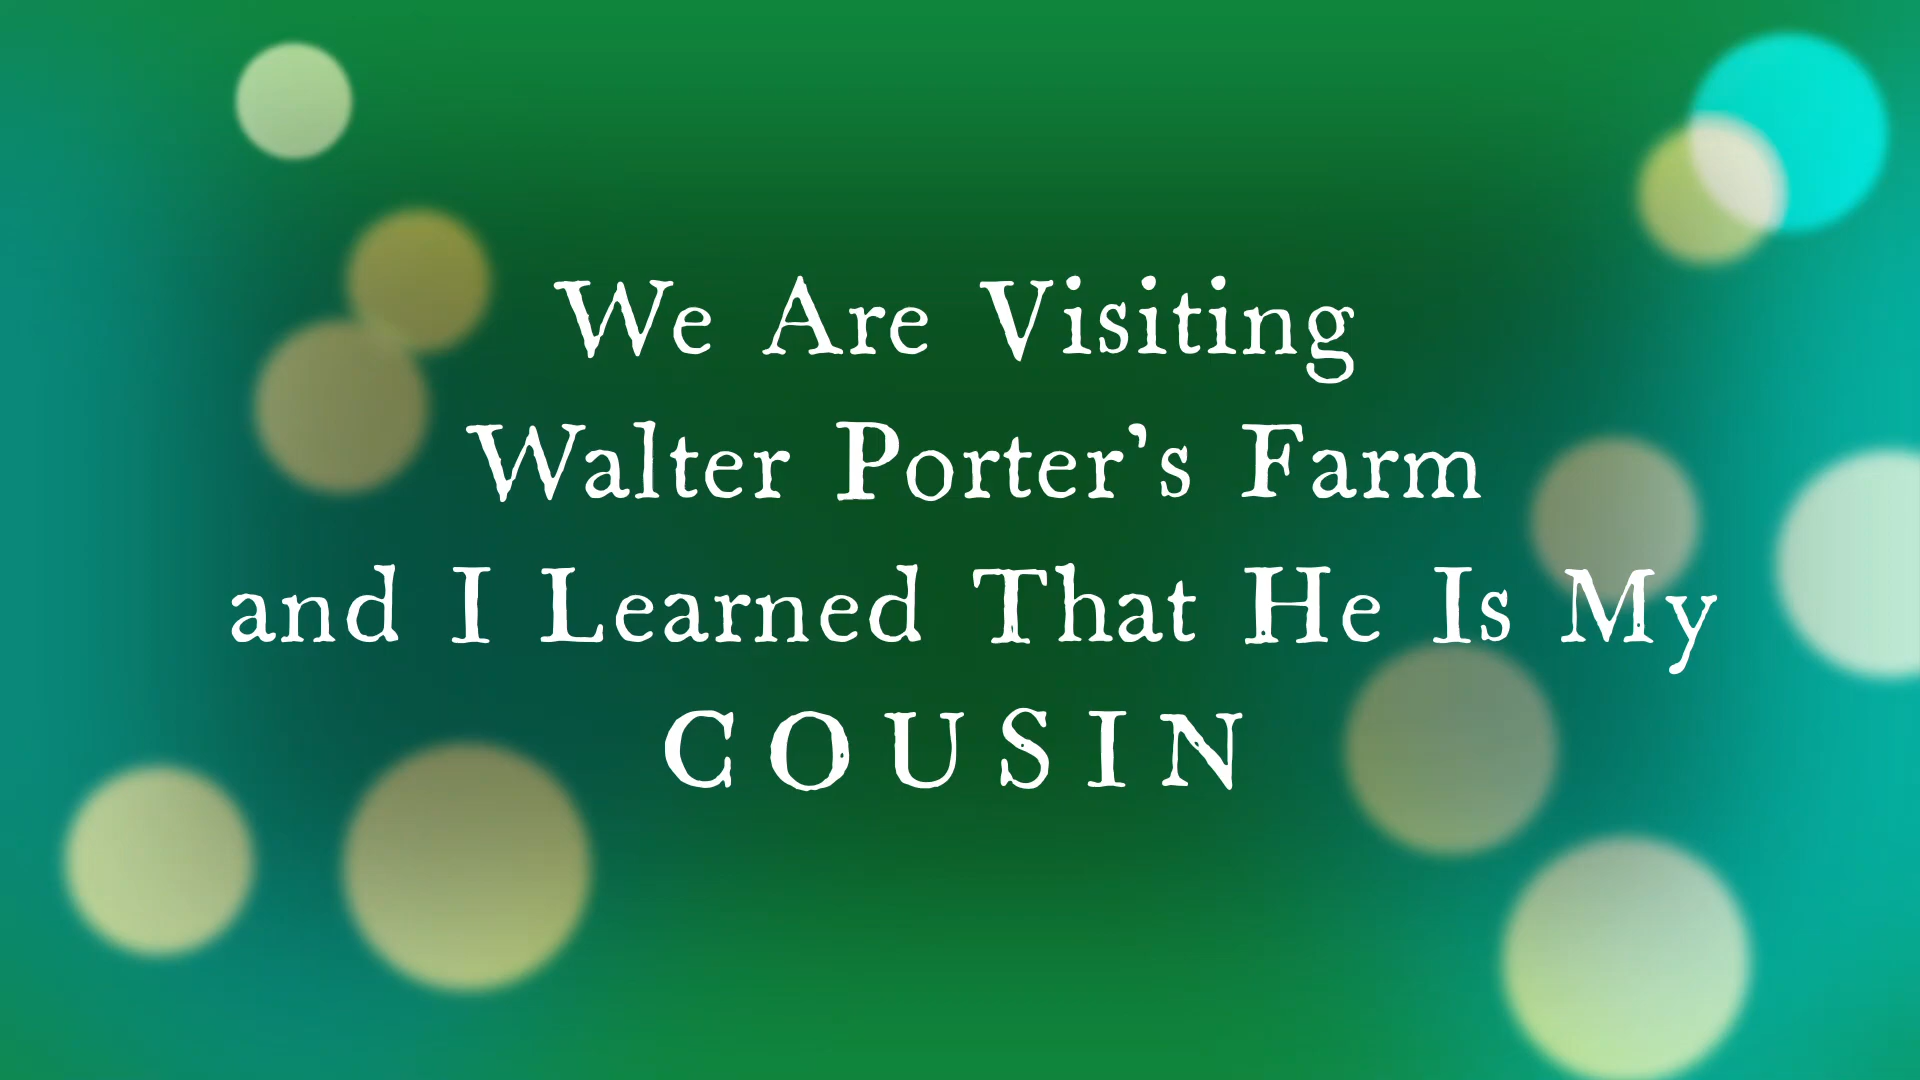 We Are Visiting
Walter Porter's Farm
and I Learned That He Is My
COUSIN